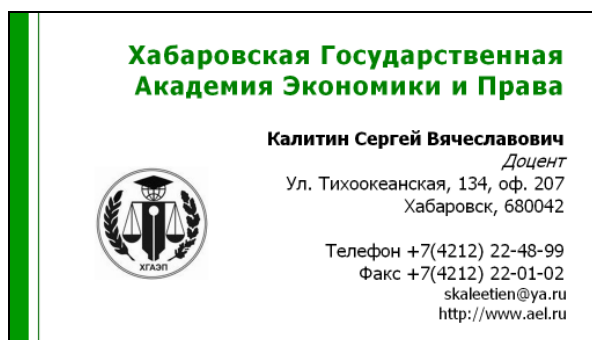 Хабаровская Государственная
Академия Экономики и Права
Калитин Сергей Вячеславович
Доцент
Ул. Тихоокеанская, 134, оф. 207
Хабаровск, 680042
ХГАЭП
Телефон +7(4212) 22-48-99
Факс +7(4212) 22-01-02
skaleetien@ya.ru
http://www.ael.ru